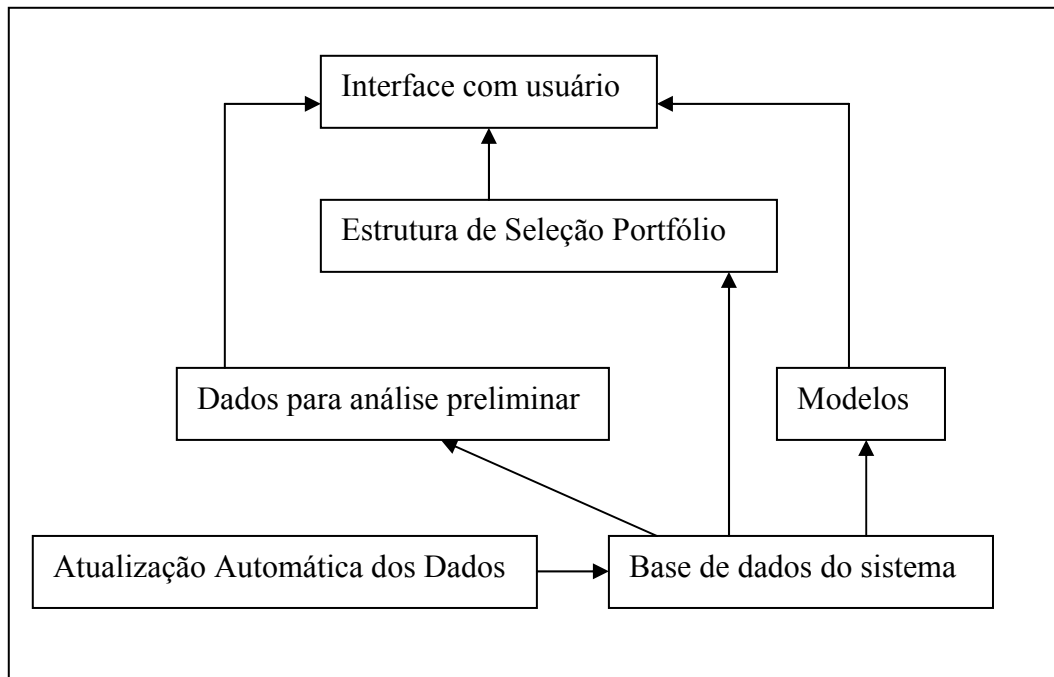 Interface com usuário
Estrutura de Seleção Portfólio
Dados para análise preliminar
Modelos
Atualização Automática dos Dados
Base de dados do sistema